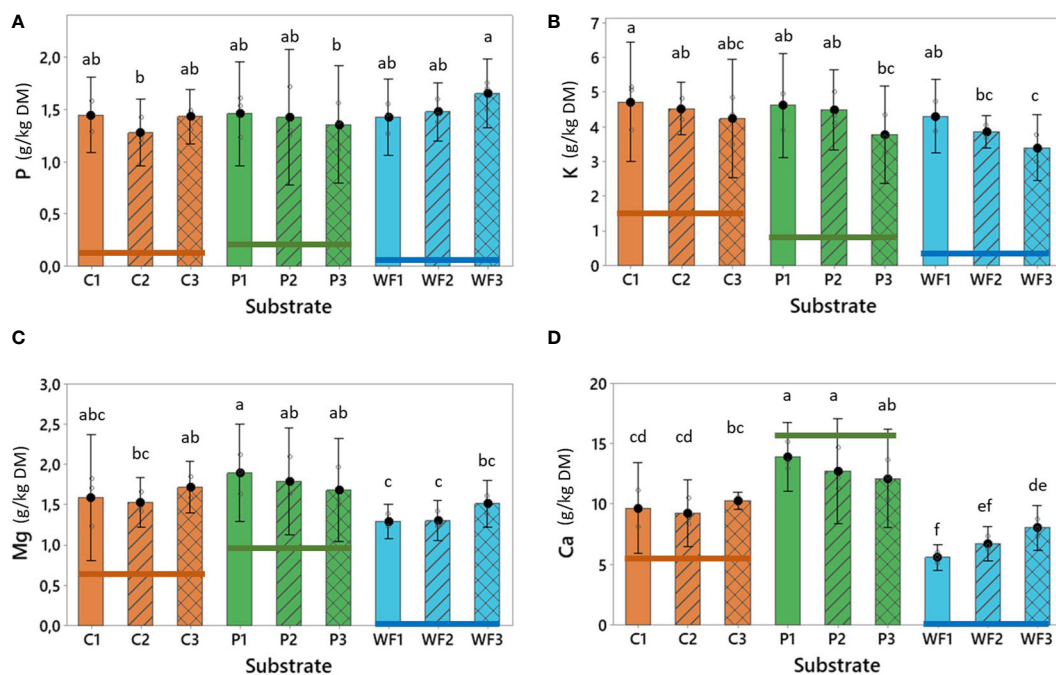 A
P (g/kg DM)
2,0
1,5
1,0
0,5
0,0
ab b ab ab ab b ab ab a
C1 C2 C3 P1 P2 P3 WF1 WF2 WF3
Substrate
B
K (g/kg DM)
7
6
5
4
3
2
1
0
a ab abc ab ab bc ab bc c
C1 C2 C3 P1 P2 P3 WF1 WF2 WF3
Substrate
C
Mg (g/kg DM)
3,0
2,5
2,0
1,5
1,0
0,5
0,0
abc bc ab a ab ab c c bc
C1 C2 C3 P1 P2 P3 WF1 WF2 WF3
Substrate
D
Ca (g/kg DM)
20
15
10
5
0
cd cd bc a a ab f ef de
C1 C2 C3 P1 P2 P3 WF1 WF2 WF3
Substrate